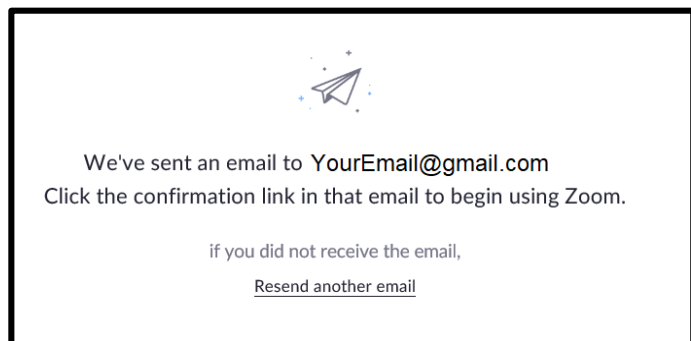 We've sent an email to YourEmail@gmail.com
Click the confirmation link in that email to begin using Zoom.
if you did not receive the email,
Resend another email